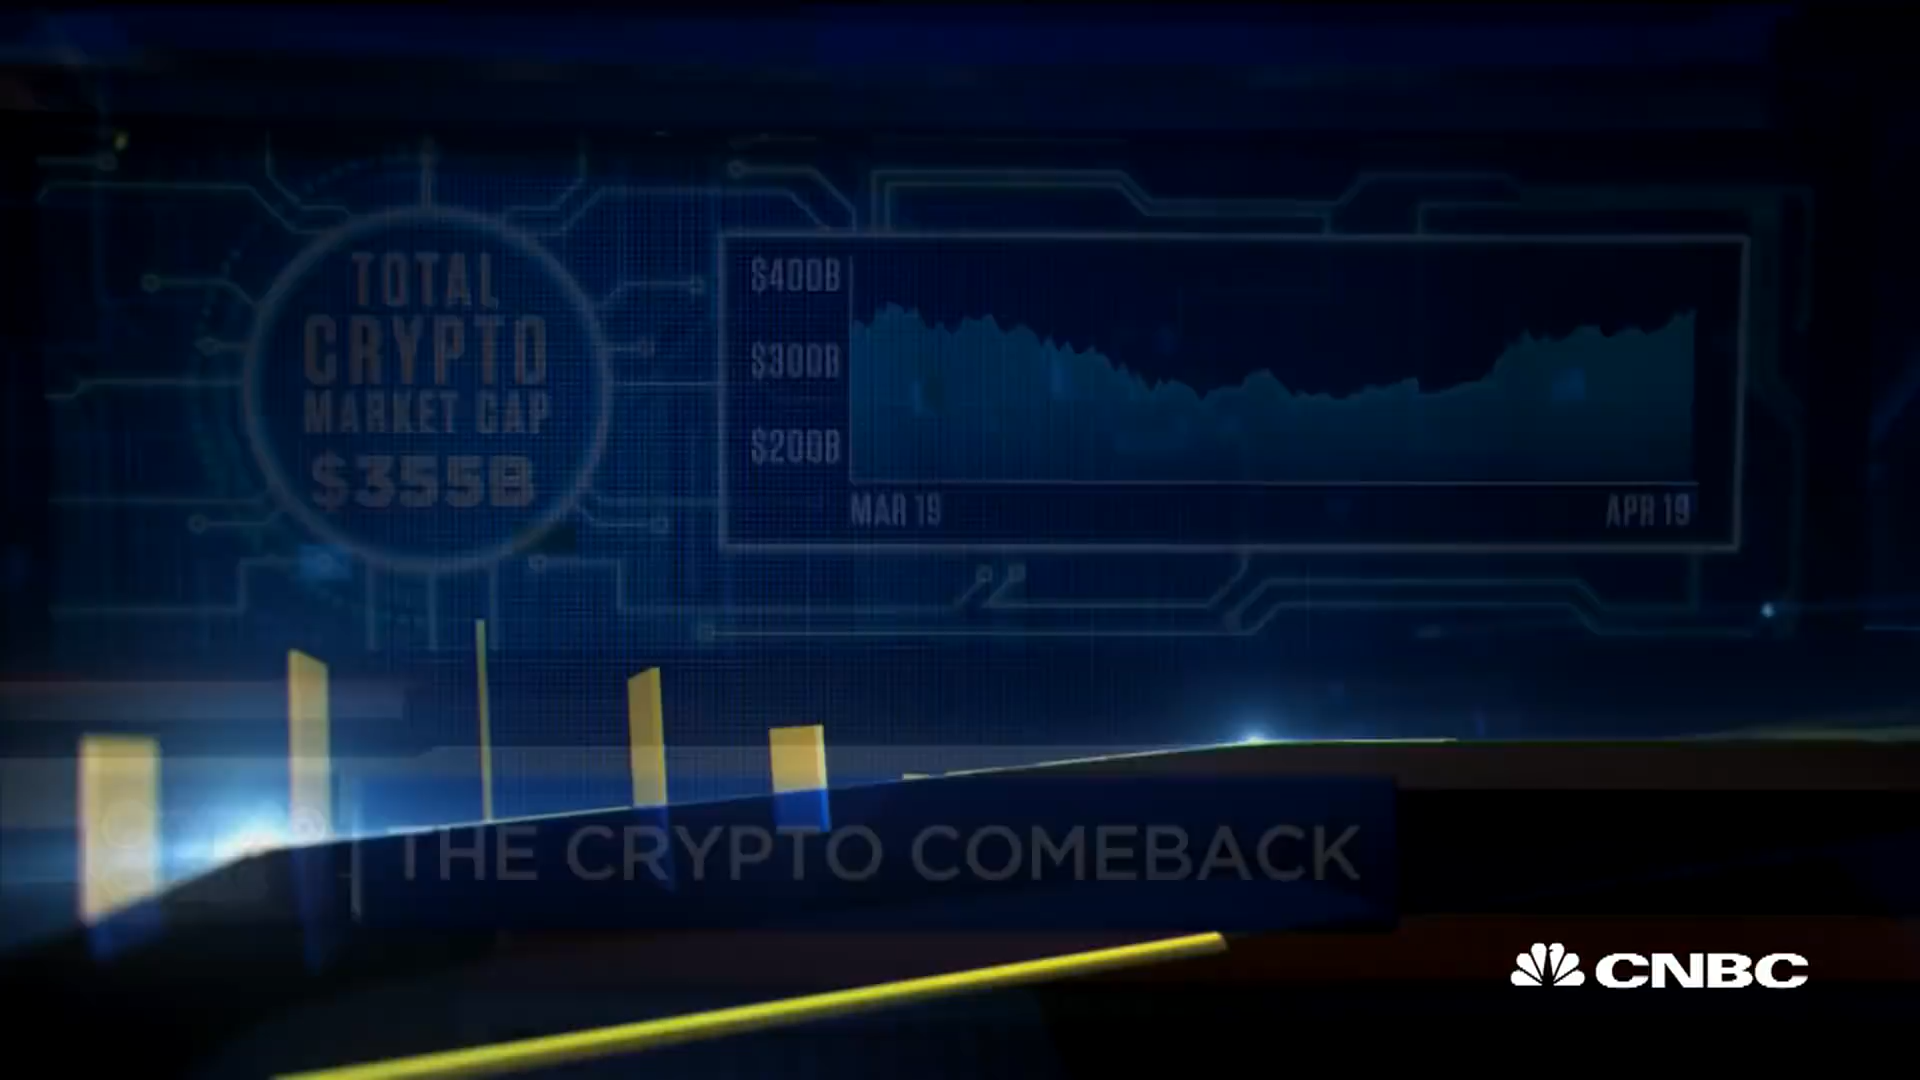 TOTAL
CRYPTO
MARKET CAP
$355B
$400B
$300B
$200B
MAR 19
APR 19
THE CRYPTO COMEBACK
CNBC